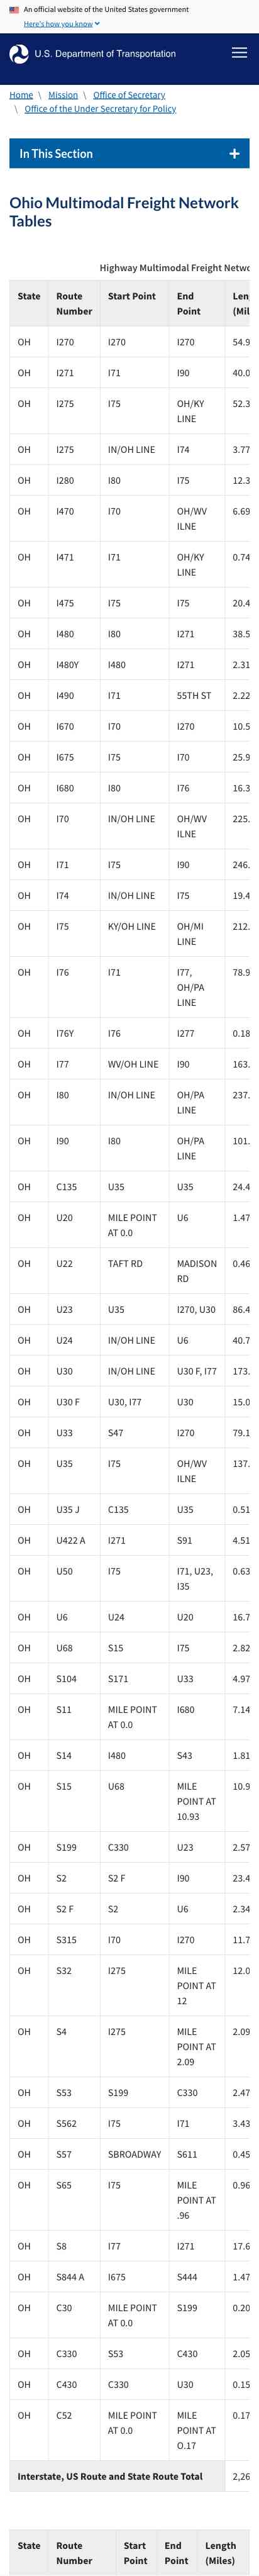 An official website of the United States government
Here's how you know
U.S. Department of Transportation
Home \ Mission \ Office of Secretary
\ Office of the Under Secretary for Policy
In This Section
Ohio Multimodal Freight Network
Tables
Highway Multimodal Freight
State Route Start Point End
Number Point
OH I270 I270 I270 54.9
OH I271 I71 I90 40.0
OH I275 I75 OH/KY 52.3
LINE
OH I275 IN/OH LINE I74 3.77
OH I280 I80 I75 12.3
OH I470 I70 OH/WV 6.69
ILNE
OH I471 I71 OH/KY 0.74
LINE
OH I475 I75 I75 20.4
OH I480 I80 I271 38.5
OH I480Y I480 I271 2.31
OH I490 I71 55TH ST 2.22
OH I670 I70 I270 10.5
OH I675 I75 I70 25.9
OH I680 I80 I76 16.3
OH I70 IN/OH LINE OH/WV 225.
ILNE
OH I71 I75 I90 246.
OH I74 IN/OH LINE I75 19.4
OH I75 KY/OH LINE OH/MI 212.
LINE
OH I76 I71 I77, 78.9
OH/PA
LINE
OH I76Y I76 I277 0.18
OH I77 WV/OH LINE I90 163.
OH I80 IN/OH LINE OH/PA 237.
LINE
OH I90 I80 OH/PA 101.
LINE
OH C135 U35 U35 24.4
OH U20 MILE POINT U6 1.47
AT 0.0
OH U22 TAFT RD MADISON 0.46
RD
OH U23 U35 I270, U30 86.4
OH U24 IN/OH LINE U6 40.7
OH U30 IN/OH LINE U30 F, I77 173.
OH U30 F U30, I77 U30 15.0
OH U33 S47 I270 79.1
OH U35 I75 OH/WV 137.
ILNE
OH U35 J C135 U35 0.51
OH U422 A I271 S91 4.51
OH U50 I75 I71, U23, 0.63
I35
OH U6 U24 U20 16.7
OH U68 S15 I75 2.82
OH S104 S171 U33 4.97
OH S11 MILE POINT I680 7.14
AT 0.0
OH S14 I480 S43 1.81
OH S15 U68 MILE 10.9
POINT AT
10.93
OH S199 C330 U23 2.57
OH S2 S2 F I90 23.4
OH S2 F S2 U6 2.34
OH S315 I70 I270 11.7
OH S32 I275 MILE 12.0
POINT AT
12
OH S4 I275 MILE 2.09
POINT AT
2.09
OH S53 S199 C330 2.47
OH S562 I75 I71 3.43
OH S57 SBROADWAY S611 0.45
OH S65 I75 MILE 0.96
POINT AT
.96
OH S8 I77 I271 17.6
OH S844 A I675 S444 1.47
OH C30 MILE POINT S199 0.20
AT 0.0
OH C330 S53 C430 2.05
OH C430 C330 U30 0.15
OH C52 MILE POINT MILE 0.17
AT 0.0 POINT AT
O.17
Interstate, US Route and State Route Total 2,26
State Route Start End Length
Number Point Point (Miles)